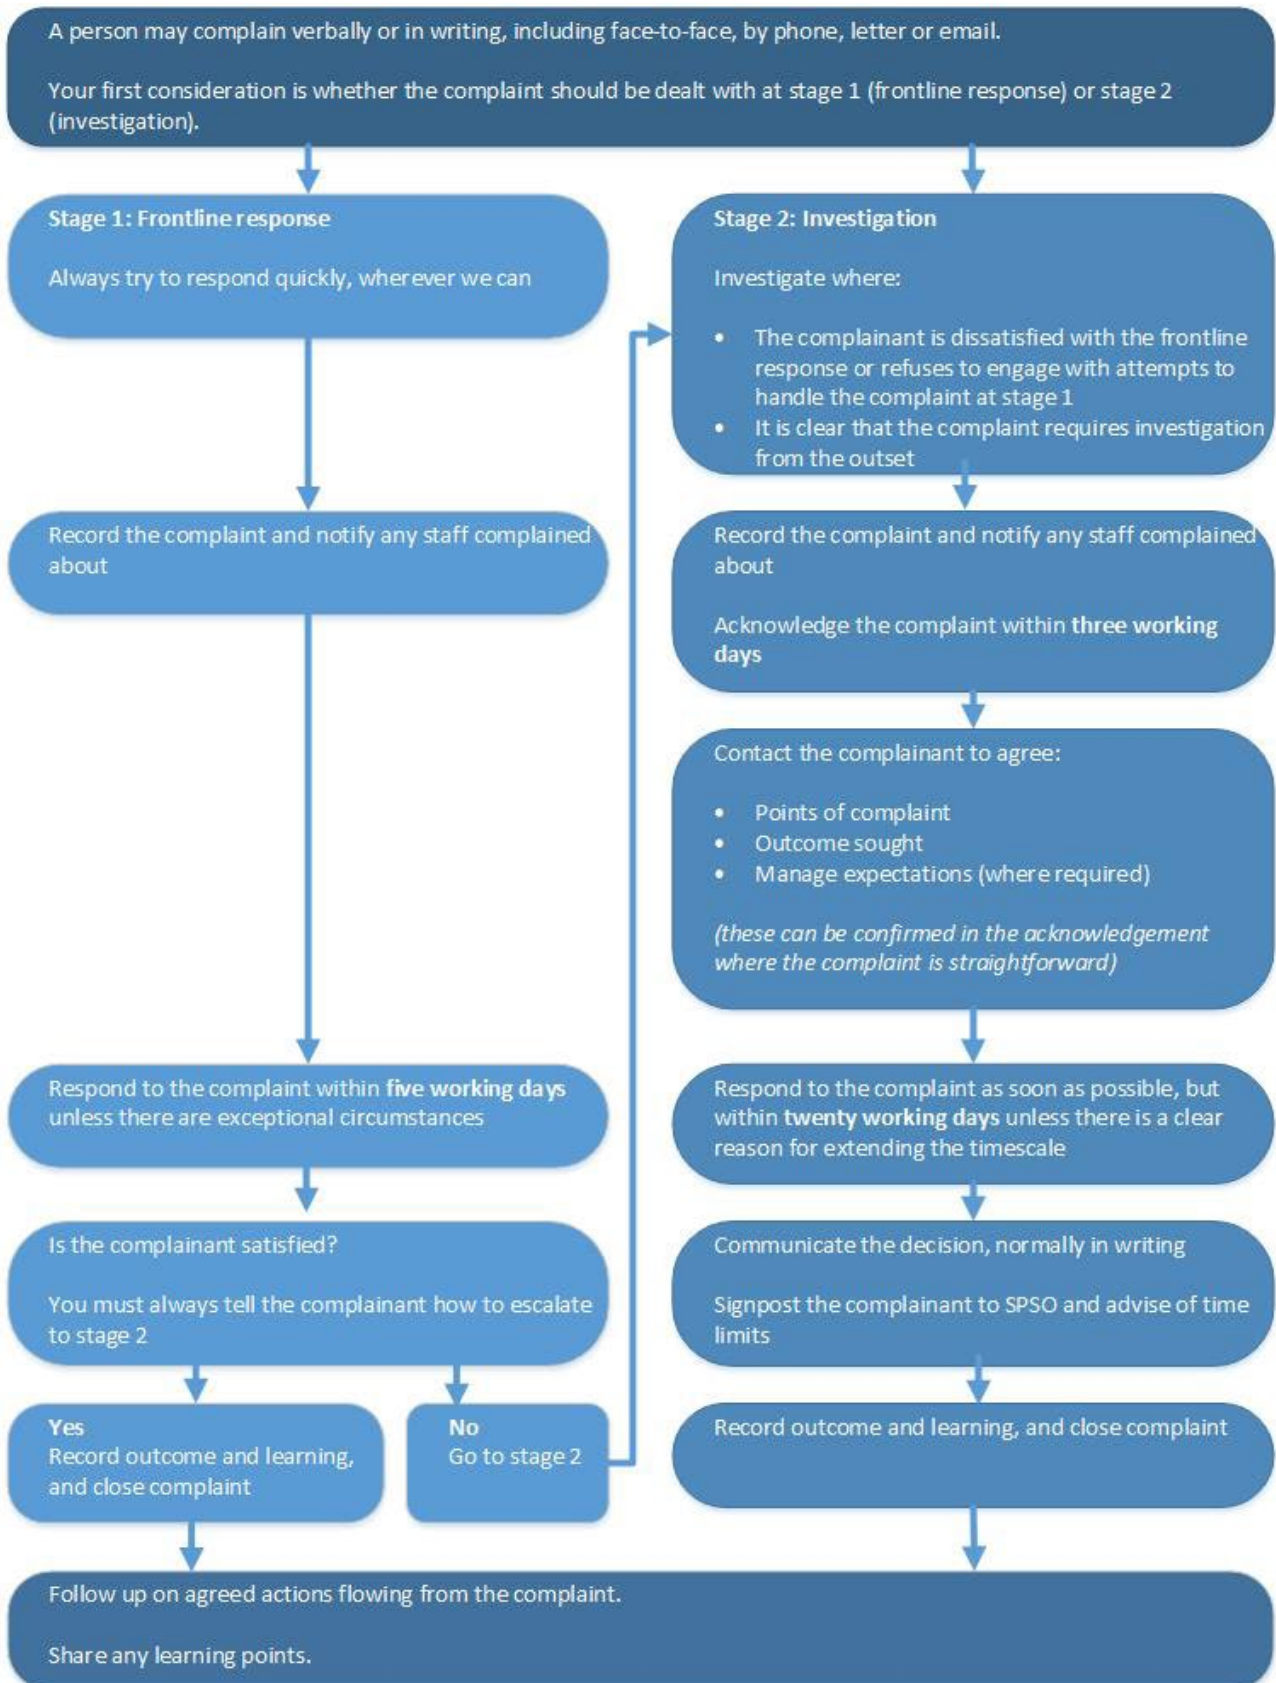 A person may complain verbally or in writing, including face-to-face, by phone, letter or email.
Your first consideration is whether the complaint should be dealt with at stage 1 (frontline response) or stage 2
(investigation).
Stage 1: Frontline response
Always try to respond quickly, wherever we can
Record the complaint and notify any staff complained
about
Respond to the complaint within five working days
unless there are exceptional circumstances
Is the complainant satisfied?
You must always tell the complainant how to escalate
to stage 2
Yes
Record outcome and learning,
and close complaint
No
Go to stage 2
Stage 2: Investigation
Investigate where:
• The complainant is dissatisfied with the frontline
response or refuses to engage with attempts to
handle the complaint at stage 1
• It is clear that the complaint requires investigation
from the outset
Record the complaint and notify any staff complained
about
Acknowledge the complaint within three working
days
Contact the complainant to agree:
• Points of complaint
• Outcome sought
• Manage expectations (where required)
(these can be confirmed in the acknowledgement
where the complaint is straightforward)
Respond to the complaint as soon as possible, but
within twenty working days unless there is a clear
reason for extending the timescale
Communicate the decision, normally in writing
Signpost the complainant to SPSO and advise of time
limits
Record outcome and learning, and close complaint
Follow up on agreed actions flowing from the complaint.
Share any learning points.